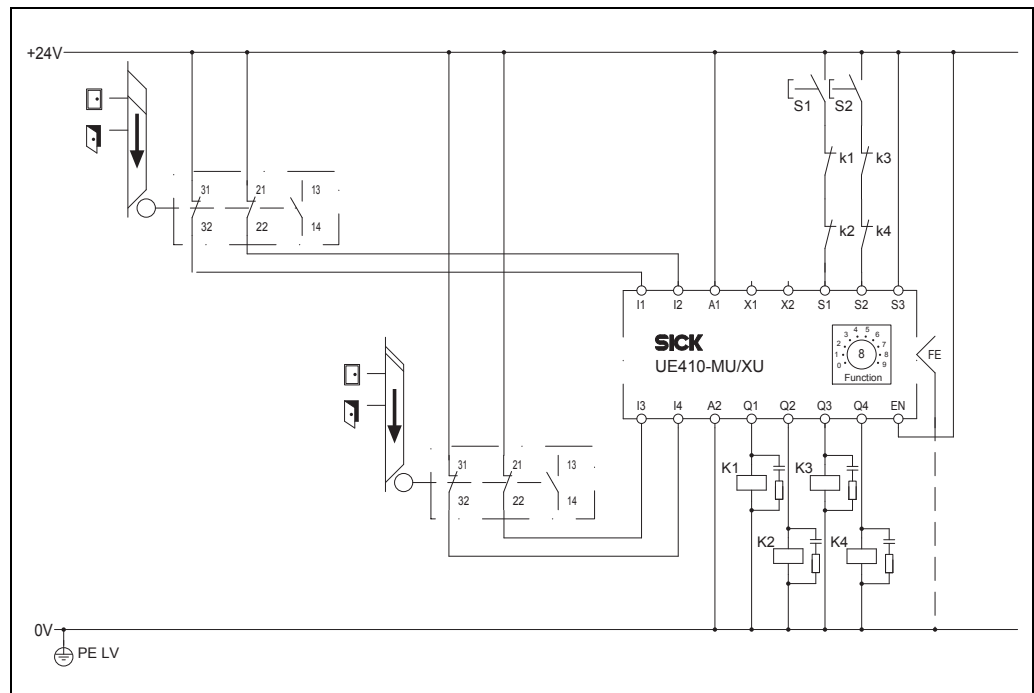 +24V
S1 S2
k1 k3
31 21 13
32 22 14
k2 k4
I1 I2 A1 X1 X2 S1 S2 S3
SICK
UE410-MU/XU
0 1 2 3 4 5 6 7 8 9
8
Function
FE
I3 I4 A2 Q1 Q2 Q3 Q4 EN
31 21 13
32 22 14
K1 K3
K2 K4
0V
PE LV